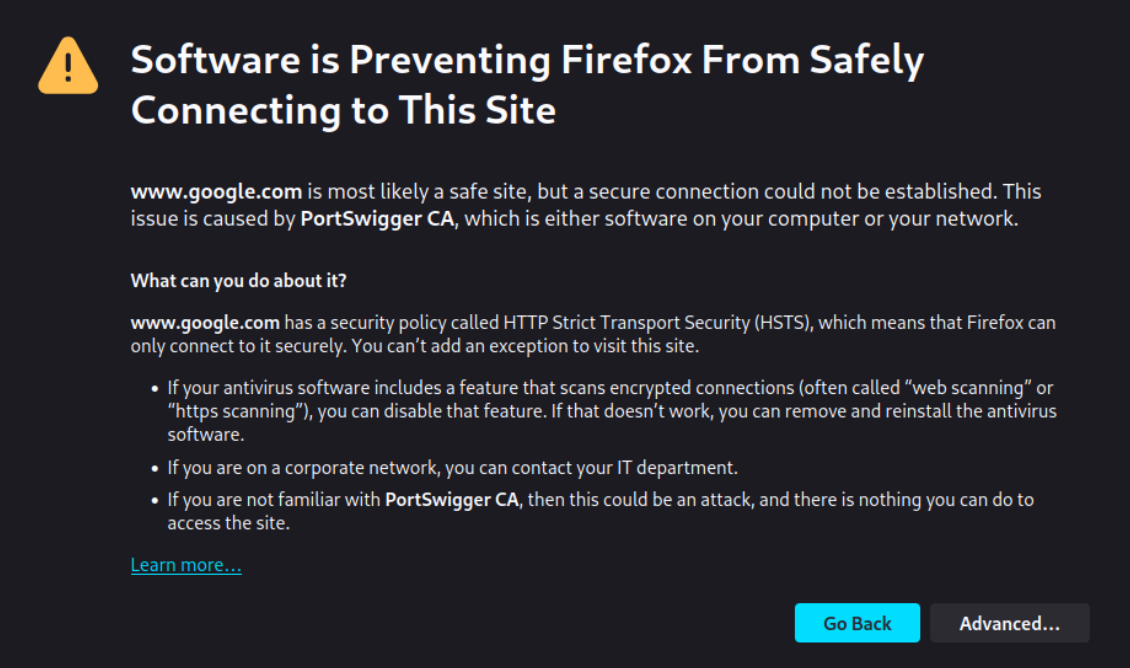 Software is Preventing Firefox From Safely
Connecting to This Site
www.google.com is most likely a safe site, but a secure connection could not be established. This
issue is caused by PortSwigger CA, which is either software on your computer or your network.
What can you do about it?
www.google.com has a security policy called HTTP Strict Transport Security (HSTS), which means that Firefox can
only connect to it securely. You can’t add an exception to visit this site.
• If your antivirus software includes a feature that scans encrypted connections (often called “web scanning” or
“https scanning”), you can disable that feature. If that doesn’t work, you can remove and reinstall the antivirus
software.
• If you are on a corporate network, you can contact your IT department.
• If you are not familiar with PortSwigger CA, then this could be an attack, and there is nothing you can do to
access the site.
Learn more…
Go Back
Advanced…